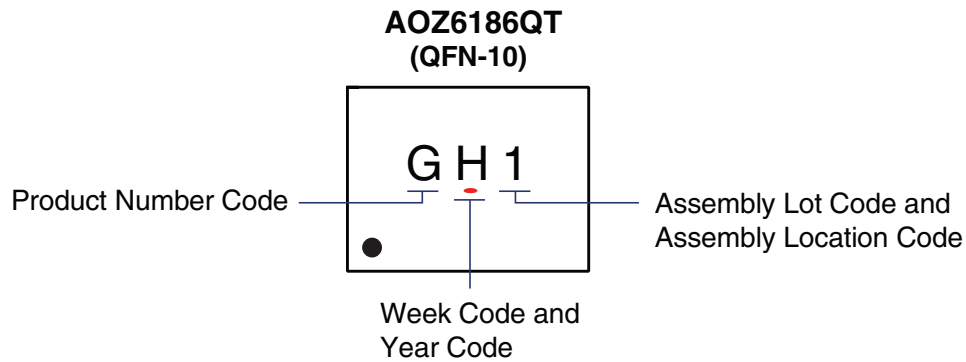 AOZ6186QT
(QFN-10)
G H 1
Product Number Code
Assembly Lot Code and
Assembly Location Code
Week Code and
Year Code